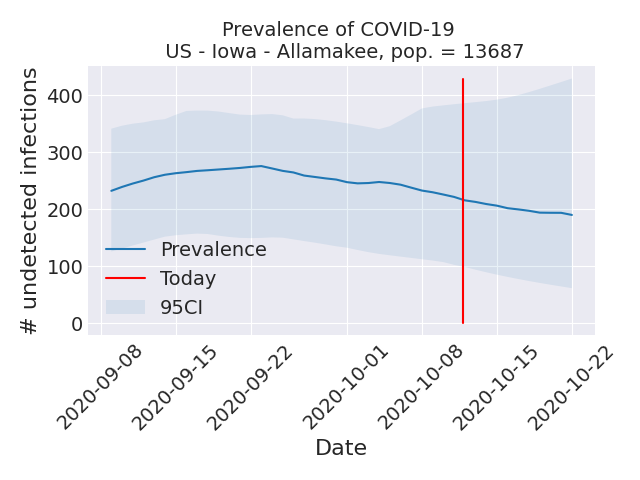 Prevalence of COVID-19
US - Iowa - Allamakee, pop. = 13687
# undetected infections
400
300
200
100
0
Prevalence
Today
95CI
2020-09-08
2020-09-15
2020-09-22
2020-10-01
2020-10-08
2020-10-15
2020-10-22
Date